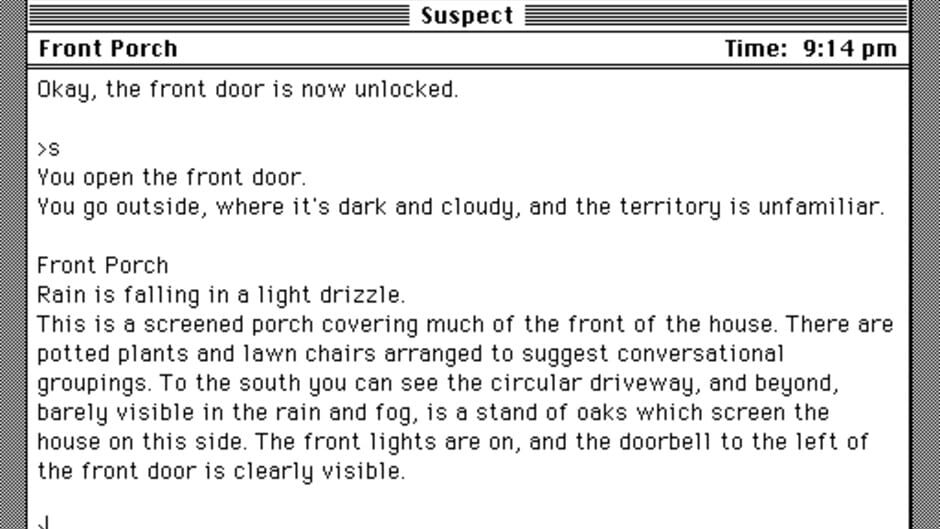 Suspect
Front Porch Time: 9:14 pm
Okay, the front door is now unlocked.
>s
You open the front door.
You go outside, where it's dark and cloudy, and the territory is unfamiliar.
Front Porch
Rain is falling in a light drizzle.
This is a screened porch covering much of the front of the house. There are
potted plants and lawn chairs arranged to suggest conversational
groupings. To the south you can see the circular driveway, and beyond,
barely visible in the rain and fog, is a stand of oaks which screen the
house on this side. The front lights are on, and the doorbell to the left of
the front door is clearly visible.